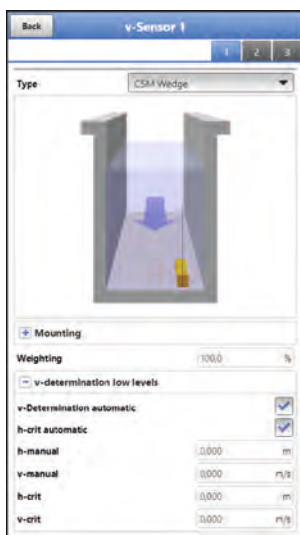 Back v-Sensor 1
1 2 3
Type CSM Wedge
+ Mounting
Weighting 100,0 %
− v-determination low levels
v-Determination automatic
h-crit automatic
h-manual 0,000 m
v-manual 0,000 m/s
h-crit 0,000 m
v-crit 0,000 m/s